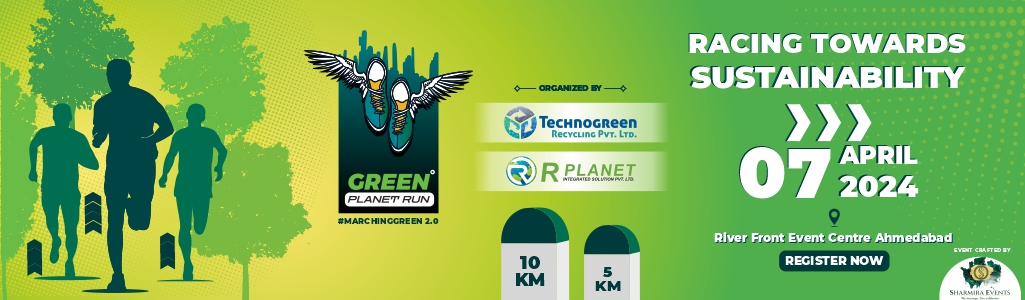 GREEN
PLANET RUN
#MARCHINGGREEN 2.0
ORGANIZED BY
TECHNOGREEN
RECYCLING PVT. LTD.
R PLANET
INTEGRATED SOLUTION PVT. LTD.
10
KM
5
KM
RACING TOWARDS
SUSTAINABILITY
07 APRIL
2024
River Front Event Centre Ahmedabad
REGISTER NOW
EVENT CRAFTED BY
SHARMIRA EVENTS